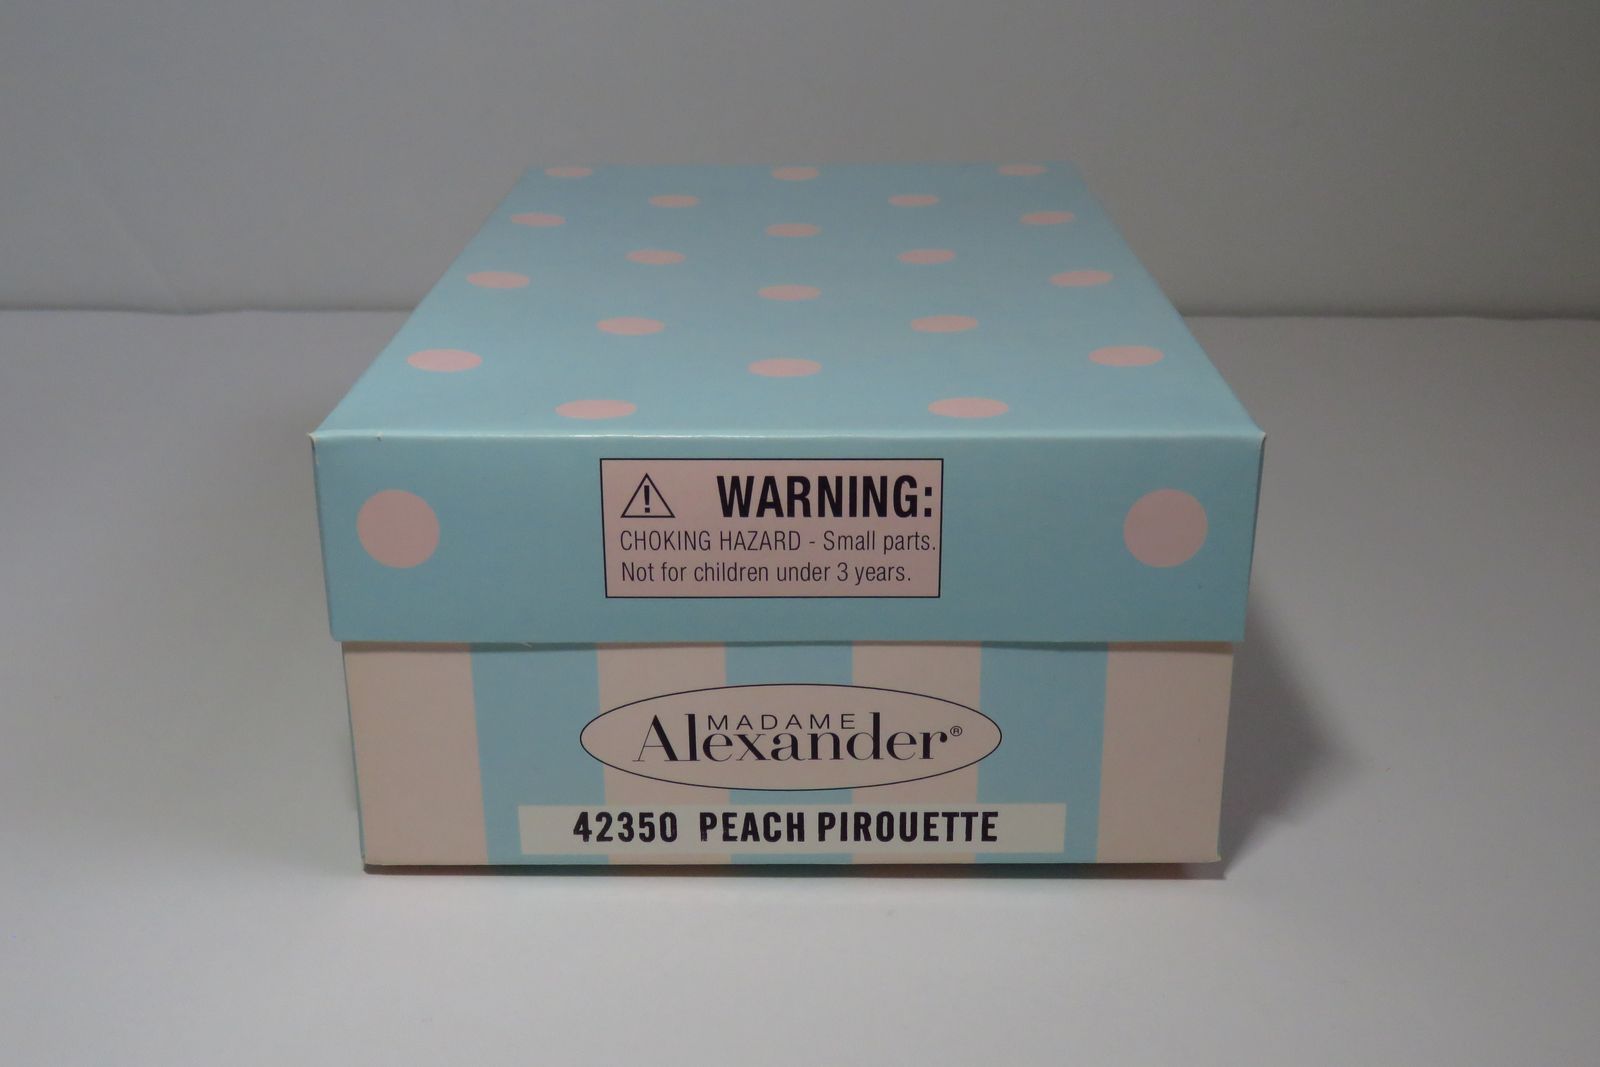 WARNING:
CHOKING HAZARD - Small parts.
Not for children under 3 years.
MADAME
Alexander®
42350 PEACH PIROUETTE